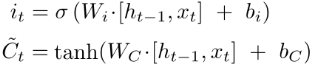 i_t = σ (W_i·[h_{t−1}, x_t] + b_i)
C̃_t = tanh(W_C·[h_{t−1}, x_t] + b_C)